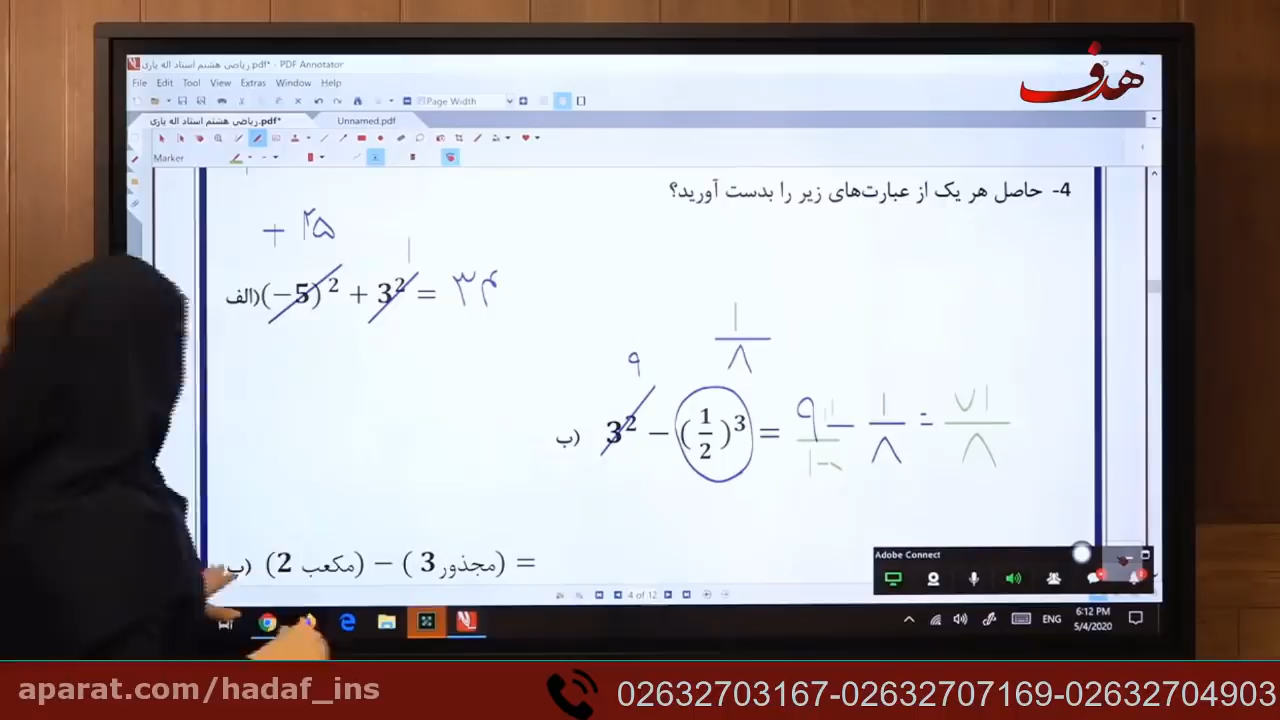 ریاضی هشتم استاد اله یاری.pdf* - PDF Annotator
هدف
File Edit Tool View Extras Window Help
Page Width
ریاضی هشتم استاد اله یاری.pdf* Unnamed.pdf
Marker
4- حاصل هر یک از عبارت‌های زیر را بدست آورید؟
+ ۲۵
الف) (−5)² + 3² = ۳۴
۹ ۱/۸
ب) 3² − (1/2)³ = ۹ − ۱/۸ = ۷۱/۸
ب) (مکعب 2) − (مجذور 3) =
Adobe Connect
4 of 12
ENG
6:12 PM
5/4/2020
aparat.com/hadaf_ins 02632703167-02632707169-02632704903